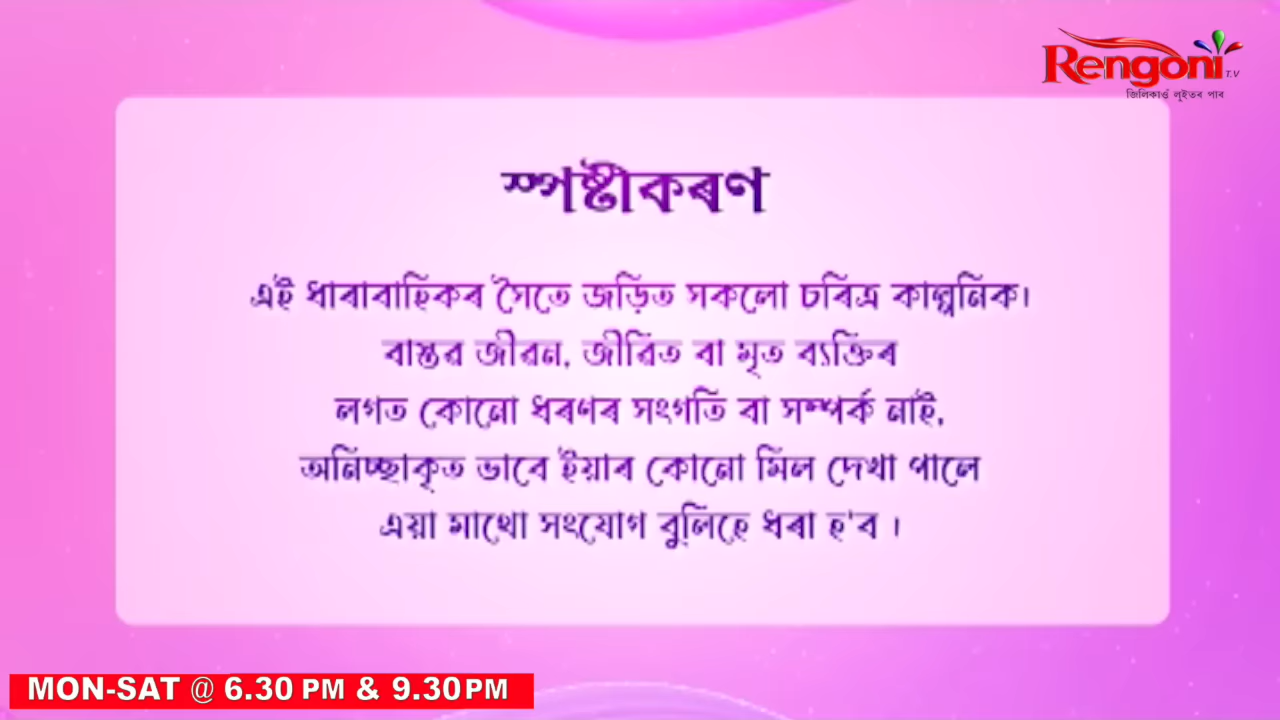 Rengoni T.V
জিলিকাওঁ লুইতৰ পাৰ
স্পষ্টীকৰণ
এই ধাৰাবাহিকৰ সৈতে জড়িত সকলো চৰিত্ৰ কাল্পনিক।
বাস্তৱ জীৱন, জীৱিত বা মৃত ব্যক্তিৰ
লগত কোনো ধৰণৰ সংগতি বা সম্পৰ্ক নাই,
অনিচ্ছাকৃত ভাবে ইয়াৰ কোনো মিল দেখা পালে
এয়া মাথো সংযোগ বুলিহে ধৰা হ'ব ।
MON-SAT @ 6.30 PM & 9.30PM